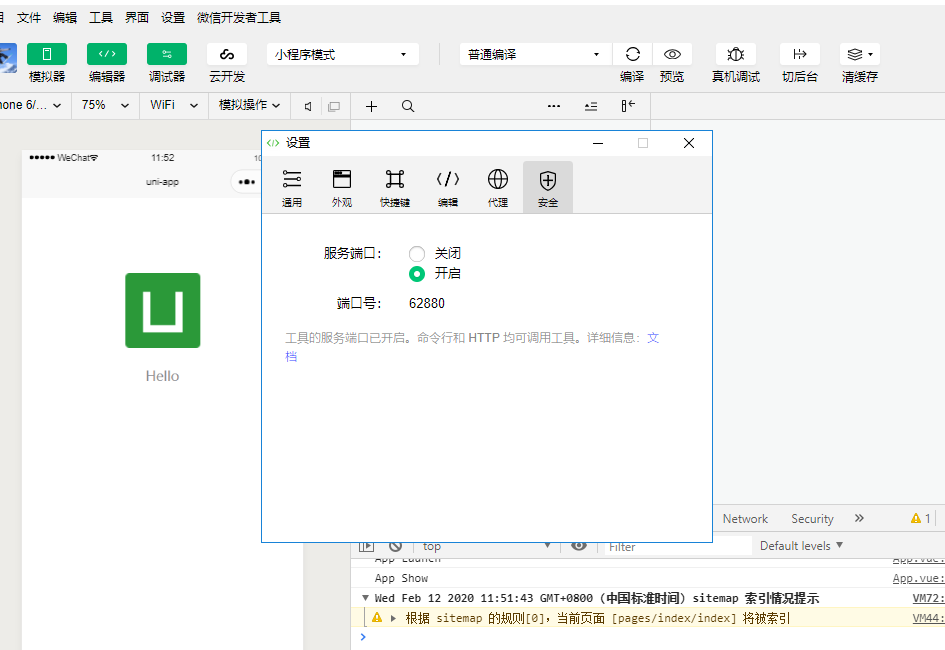 文件 编辑 工具 界面 设置 微信开发者工具
模拟器 编辑器 调试器 云开发 小程序模式 普通编译 编译 预览 真机调试 切后台 清缓存
75% WiFi 模拟操作
WeChat 11:52
uni-app
Hello
设置
通用 外观 快捷键 编辑 代理 安全
服务端口： 关闭
开启
端口号： 62880
工具的服务端口已开启。命令行和 HTTP 均可调用工具。详细信息：文
档
Network Security 1
top Filter Default levels
App Launch App.vue:
App Show App.vue:
Wed Feb 12 2020 11:51:43 GMT+0800 (中国标准时间) sitemap 索引情况提示 VM72:
根据 sitemap 的规则[0]，当前页面 [pages/index/index] 将被索引 VM44: